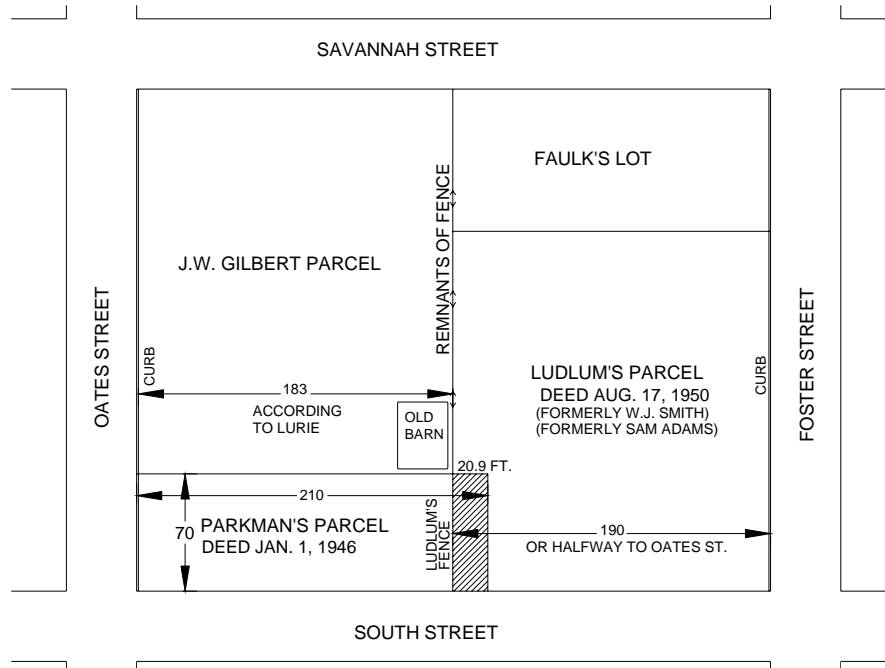 SAVANNAH STREET
FAULK'S LOT
REMNANTS OF FENCE
J.W. GILBERT PARCEL
OATES STREET
CURB
183
ACCORDING
TO LURIE
OLD
BARN
LUDLUM'S PARCEL
DEED AUG. 17, 1950
(FORMERLY W.J. SMITH)
(FORMERLY SAM ADAMS)
CURB
FOSTER STREET
20.9 FT.
210
70
PARKMAN'S PARCEL
DEED JAN. 1, 1946
LUDLUM'S
FENCE
190
OR HALFWAY TO OATES ST.
SOUTH STREET